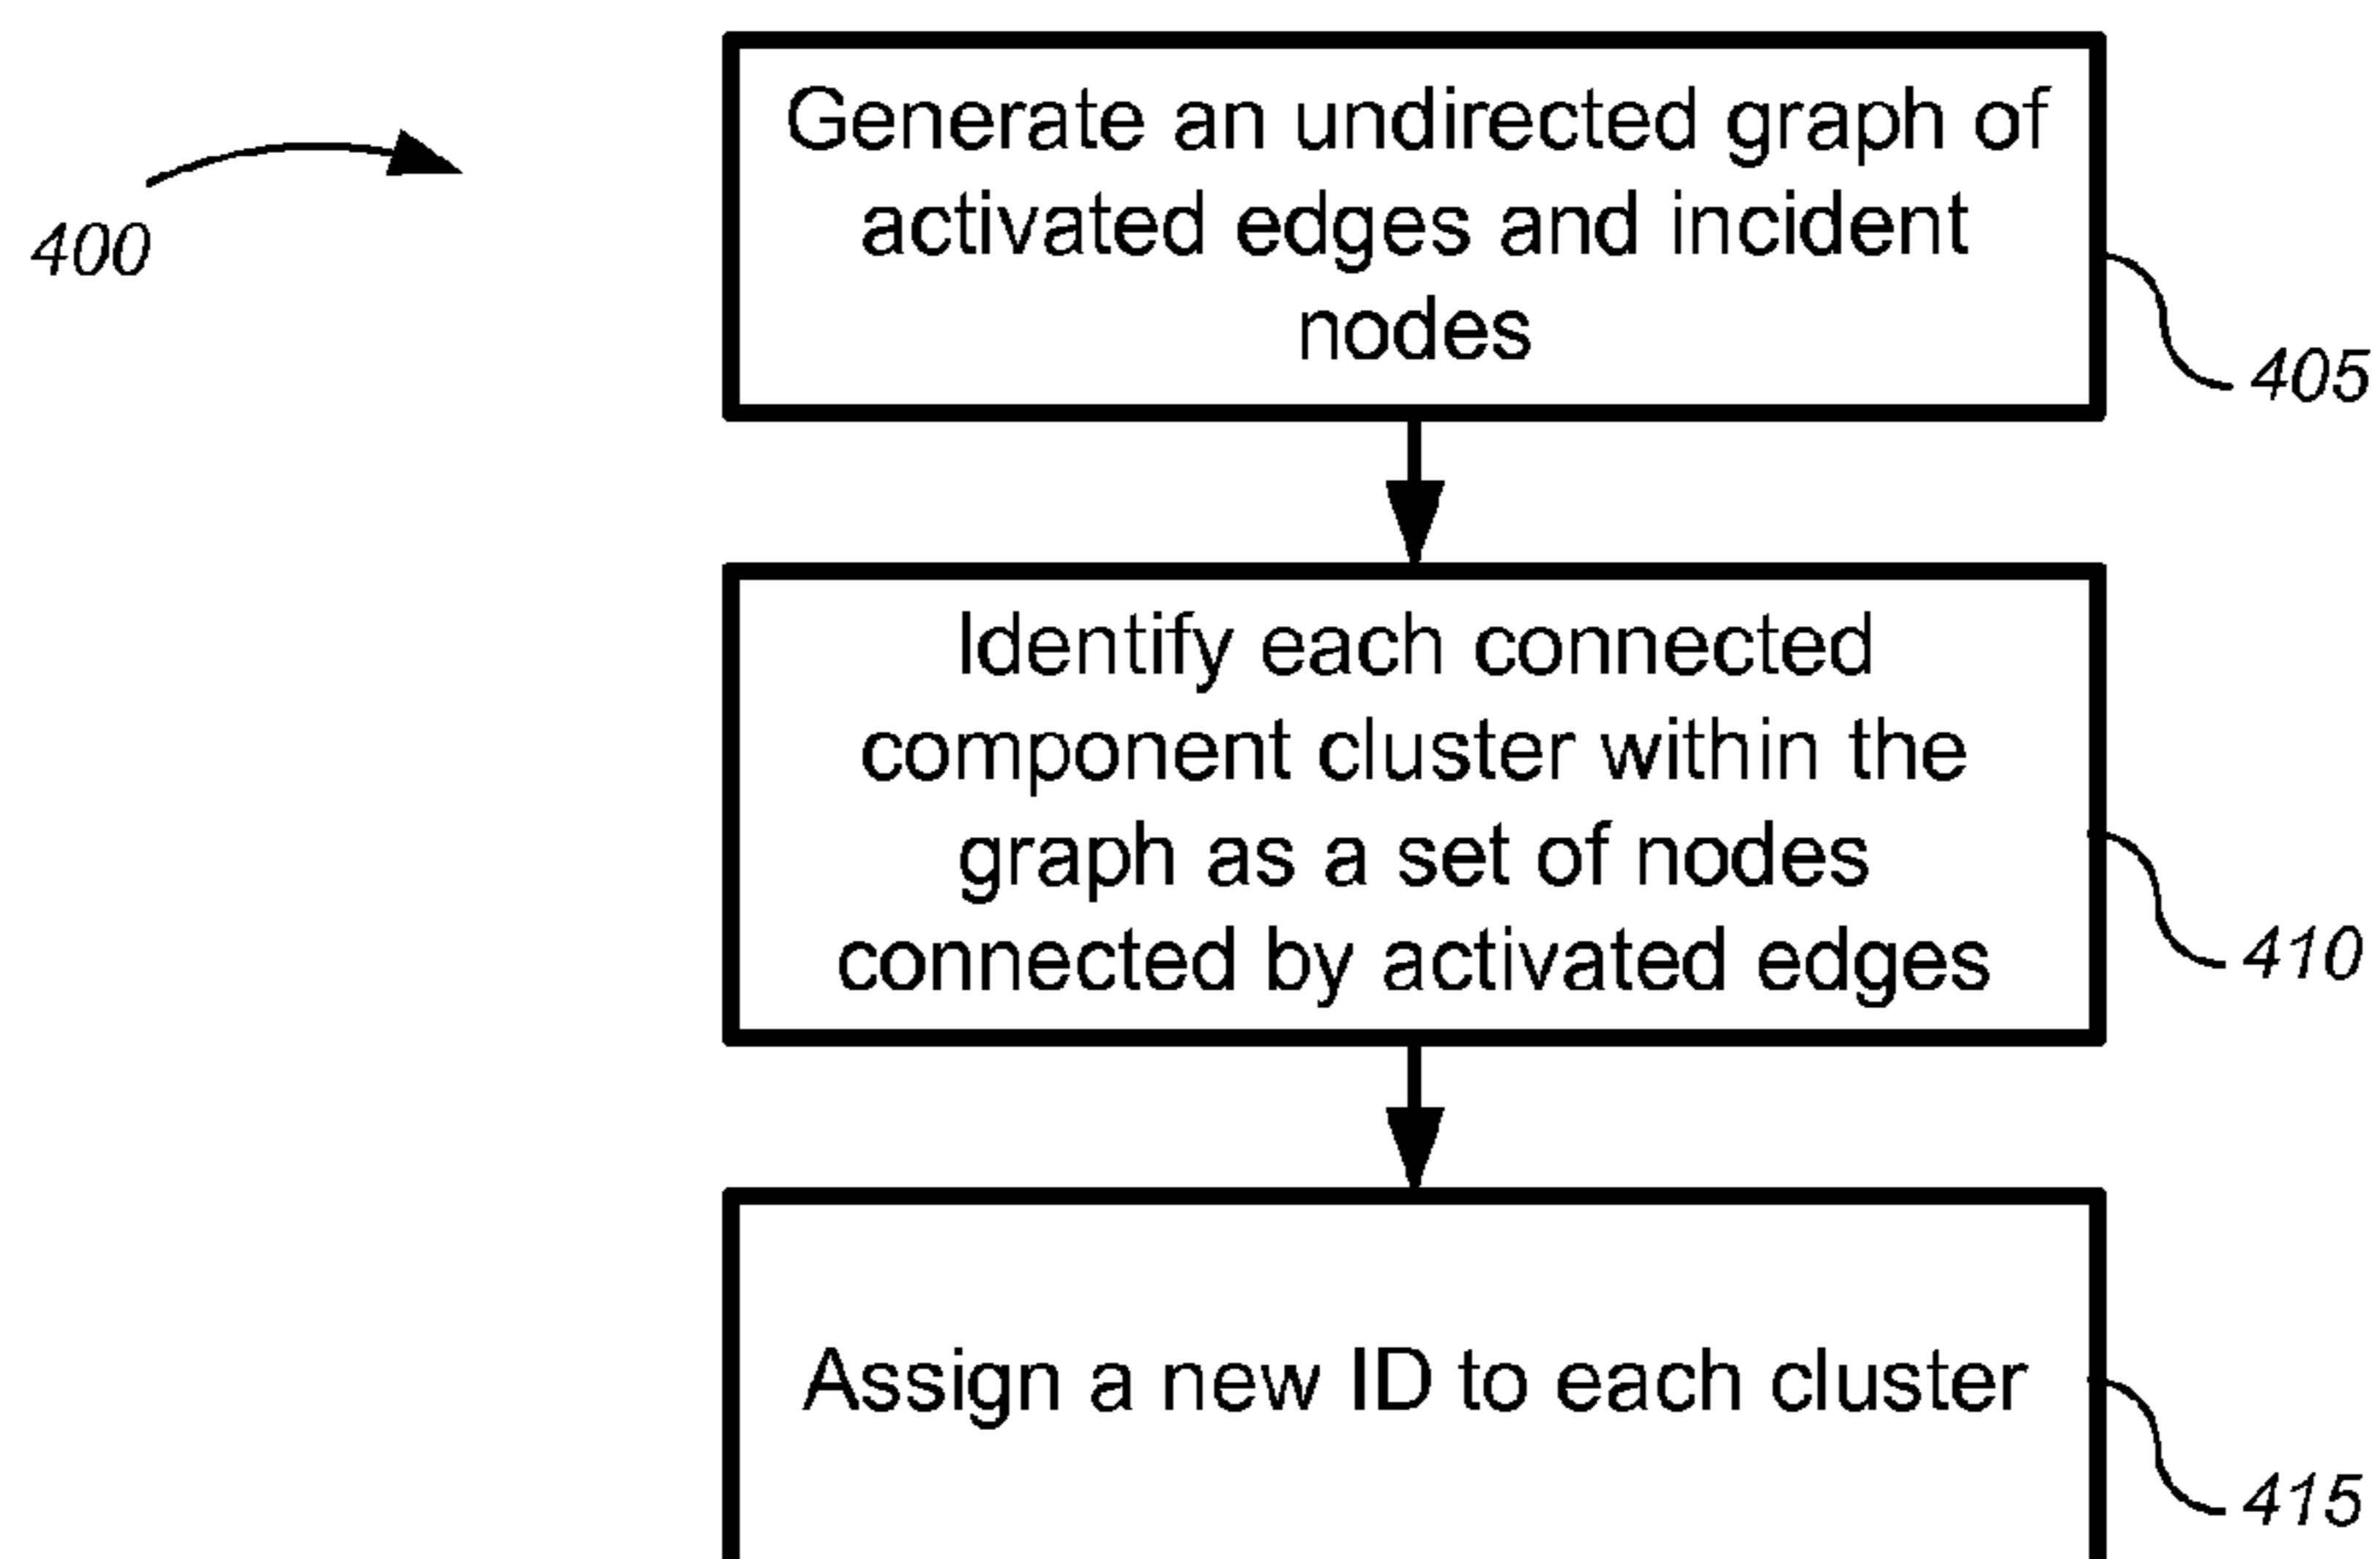 Generate an undirected graph of
activated edges and incident
nodes
400
405
Identify each connected
component cluster within the
graph as a set of nodes
connected by activated edges
410
Assign a new ID to each cluster
415